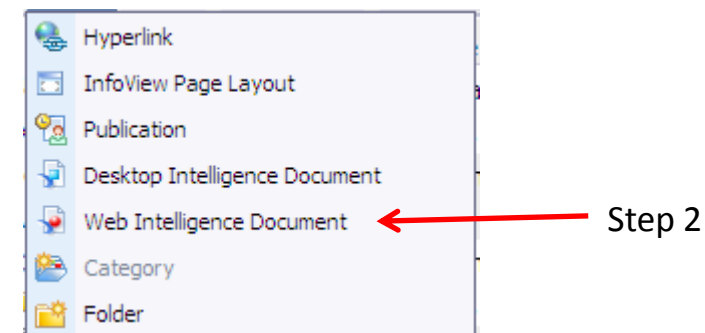 Hyperlink
InfoView Page Layout
Publication
Desktop Intelligence Document
Web Intelligence Document
Step 2
Category
Folder